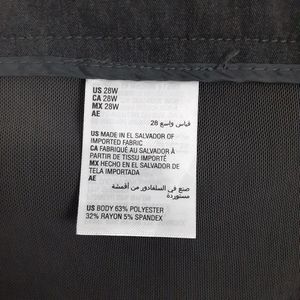 US 28W
CA 28W
MX 28W
AE
قياس واسع 28
US MADE IN EL SALVADOR OF
IMPORTED FABRIC
CA FABRIQUÉ AU SALVADOR À
PARTIR DE TISSU IMPORTÉ
MX HECHO EN EL SALVADOR DE
TELA IMPORTADA
AE
صنع في السلفادور من أقمشة
مستوردة
US BODY 63% POLYESTER
32% RAYON 5% SPANDEX